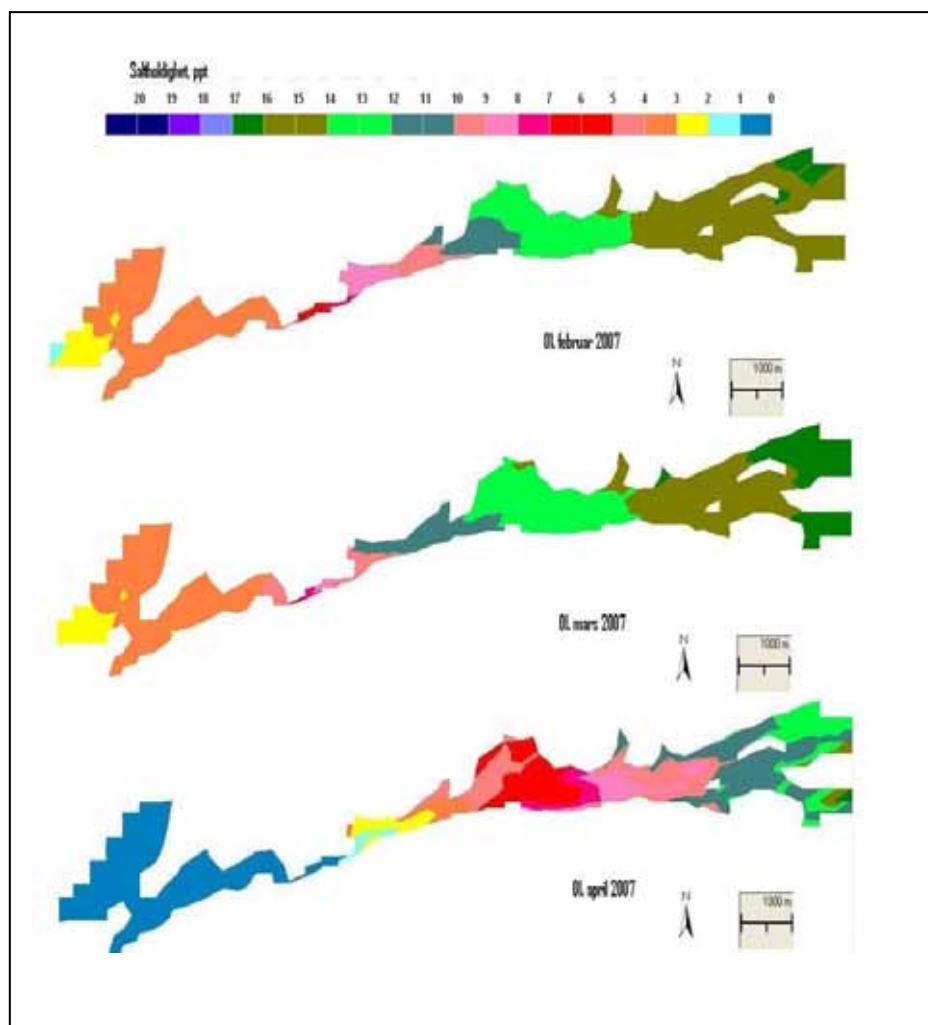 Saltholdighet, ppt
20 19 18 17 16 15 14 13 12 11 10 9 8 7 6 5 4 3 2 1 0
01. februar 2007
N
1000 m
01. mars 2007
N
1000 m
01. april 2007
N
1000 m